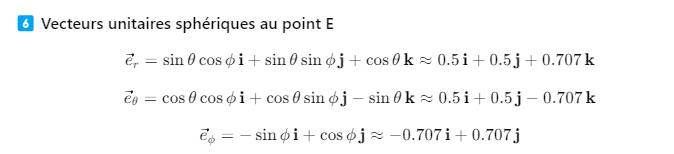 6 Vecteurs unitaires sphériques au point E
e⃗ᵣ = sin θ cos ϕ i + sin θ sin ϕ j + cos θ k ≈ 0.5 i + 0.5 j + 0.707 k
e⃗_θ = cos θ cos ϕ i + cos θ sin ϕ j − sin θ k ≈ 0.5 i + 0.5 j − 0.707 k
e⃗_ϕ = − sin ϕ i + cos ϕ j ≈ −0.707 i + 0.707 j